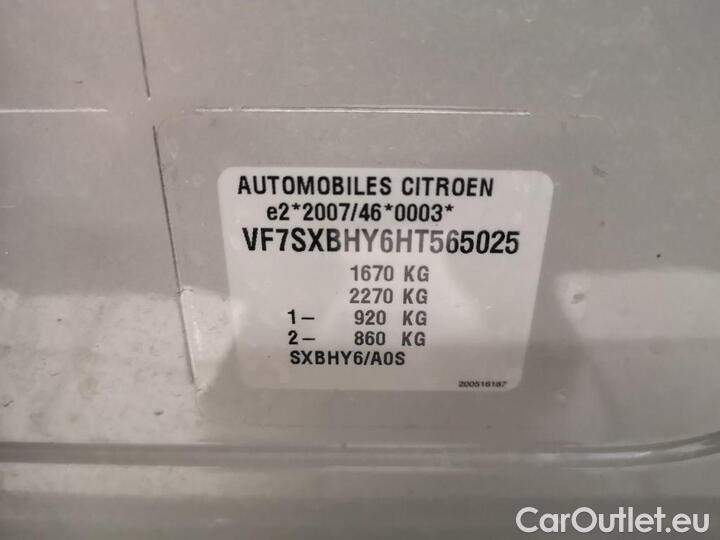 AUTOMOBILES CITROEN
e2*2007/46*0003*
VF7SXBHY6HT565025
1670 KG
2270 KG
1- 920 KG
2- 860 KG
SXBHY6/A0S
200516187
CarOutlet.eu